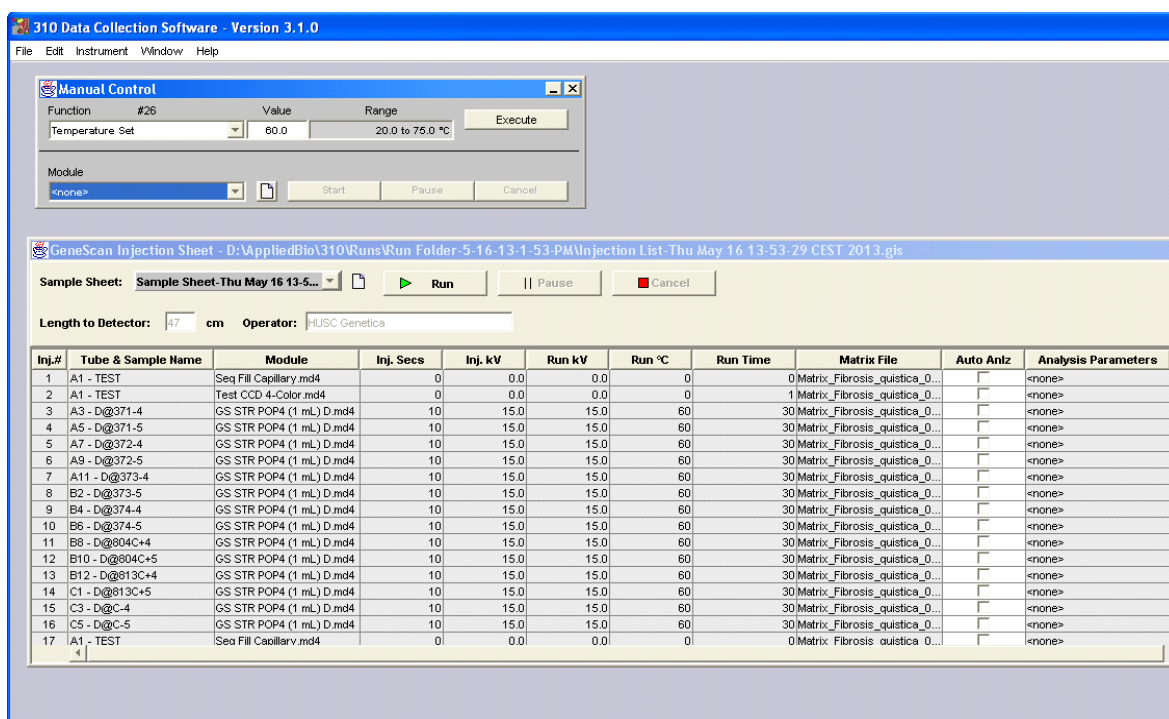 310 Data Collection Software - Version 3.1.0
File Edit Instrument Window Help
Manual Control
Function #26 Value Range
Temperature Set 60.0 20.0 to 75.0 °C Execute
Module
<none> Start Pause Cancel
GeneScan Injection Sheet - D:\AppliedBio\310\Runs\Run Folder-5-16-13-1-53-PM\Injection List-Thu May 16 13-53-29 CEST 2013.gis
Sample Sheet: Sample Sheet-Thu May 16 13-5... Run Pause Cancel
Length to Detector: 47 cm Operator: HUSC Genetica
Inj.# Tube & Sample Name Module Inj. Secs Inj. kV Run kV Run °C Run Time Matrix File Auto Anlz Analysis Parameters
1 A1 - TEST Seq Fill Capillary.md4 0 0.0 0.0 0 0 Matrix_Fibrosis_quistica_0... <none>
2 A1 - TEST Test CCD 4-Color.md4 0 0.0 0.0 0 1 Matrix_Fibrosis_quistica_0... <none>
3 A3 - D@371-4 GS STR POP4 (1 mL) D.md4 10 15.0 15.0 60 30 Matrix_Fibrosis_quistica_0... <none>
4 A5 - D@371-5 GS STR POP4 (1 mL) D.md4 10 15.0 15.0 60 30 Matrix_Fibrosis_quistica_0... <none>
5 A7 - D@372-4 GS STR POP4 (1 mL) D.md4 10 15.0 15.0 60 30 Matrix_Fibrosis_quistica_0... <none>
6 A9 - D@372-5 GS STR POP4 (1 mL) D.md4 10 15.0 15.0 60 30 Matrix_Fibrosis_quistica_0... <none>
7 A11 - D@373-4 GS STR POP4 (1 mL) D.md4 10 15.0 15.0 60 30 Matrix_Fibrosis_quistica_0... <none>
8 B2 - D@373-5 GS STR POP4 (1 mL) D.md4 10 15.0 15.0 60 30 Matrix_Fibrosis_quistica_0... <none>
9 B4 - D@374-4 GS STR POP4 (1 mL) D.md4 10 15.0 15.0 60 30 Matrix_Fibrosis_quistica_0... <none>
10 B6 - D@374-5 GS STR POP4 (1 mL) D.md4 10 15.0 15.0 60 30 Matrix_Fibrosis_quistica_0... <none>
11 B8 - D@804C+4 GS STR POP4 (1 mL) D.md4 10 15.0 15.0 60 30 Matrix_Fibrosis_quistica_0... <none>
12 B10 - D@804C+5 GS STR POP4 (1 mL) D.md4 10 15.0 15.0 60 30 Matrix_Fibrosis_quistica_0... <none>
13 B12 - D@813C+4 GS STR POP4 (1 mL) D.md4 10 15.0 15.0 60 30 Matrix_Fibrosis_quistica_0... <none>
14 C1 - D@813C+5 GS STR POP4 (1 mL) D.md4 10 15.0 15.0 60 30 Matrix_Fibrosis_quistica_0... <none>
15 C3 - D@C-4 GS STR POP4 (1 mL) D.md4 10 15.0 15.0 60 30 Matrix_Fibrosis_quistica_0... <none>
16 C5 - D@C-5 GS STR POP4 (1 mL) D.md4 10 15.0 15.0 60 30 Matrix_Fibrosis_quistica_0... <none>
17 A1 - TEST Seq Fill Capillary.md4 0 0.0 0.0 0 0 Matrix_Fibrosis_quistica_0... <none>